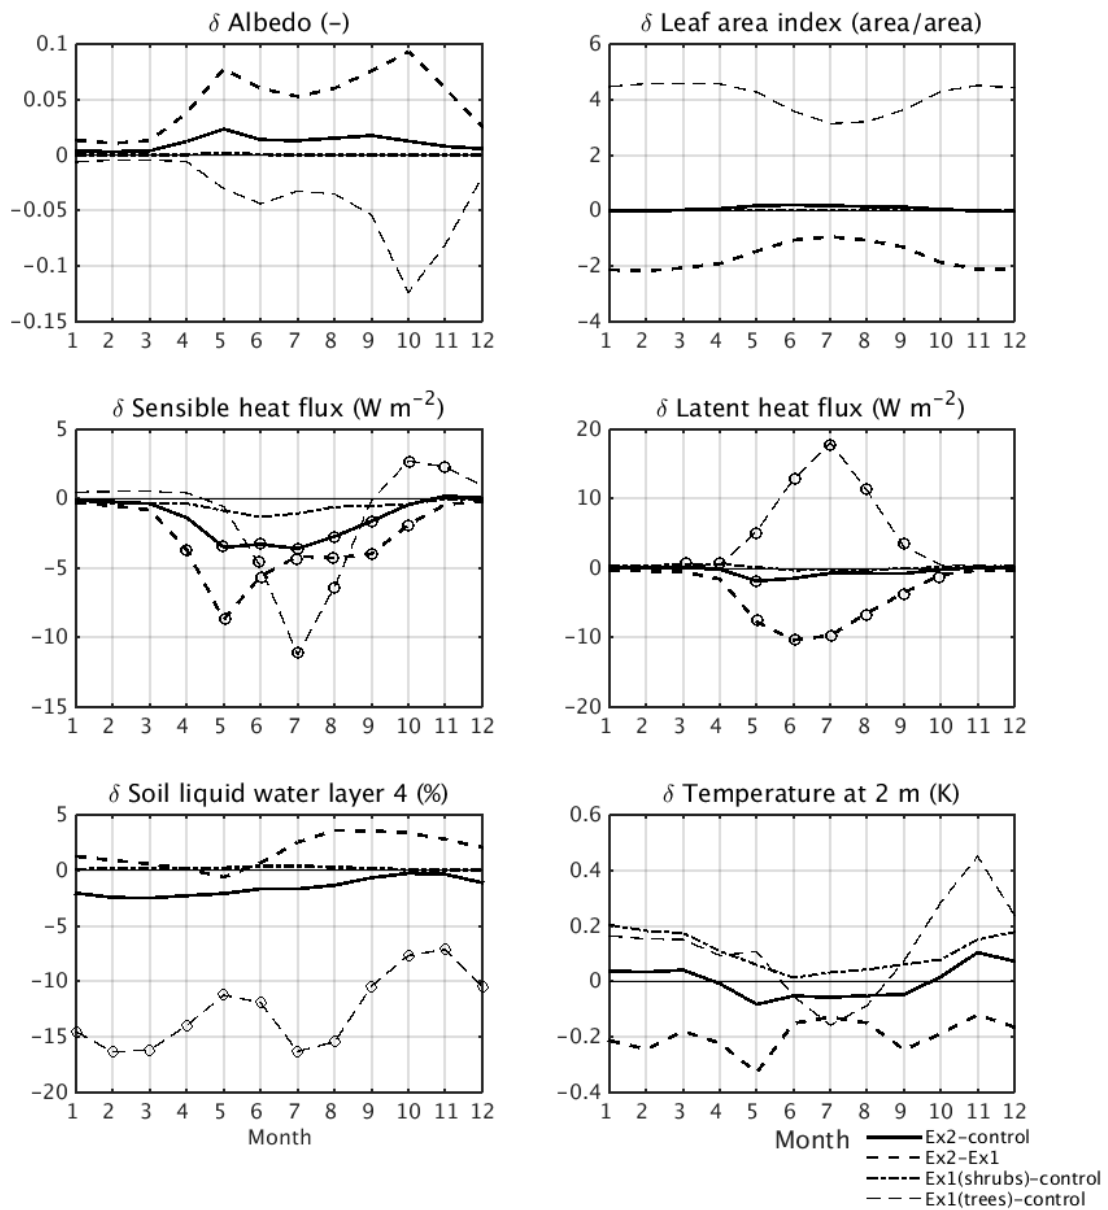 δ Albedo (−)
0.1
0.05
0
−0.05
−0.1
−0.15
1 2 3 4 5 6 7 8 9 10 11 12
δ Leaf area index (area/area)
6
4
2
0
−2
−4
1 2 3 4 5 6 7 8 9 10 11 12
δ Sensible heat flux (W m⁻²)
5
0
−5
−10
−15
1 2 3 4 5 6 7 8 9 10 11 12
δ Latent heat flux (W m⁻²)
20
10
0
−10
−20
1 2 3 4 5 6 7 8 9 10 11 12
δ Soil liquid water layer 4 (%)
5
0
−5
−10
−15
−20
1 2 3 4 5 6 7 8 9 10 11 12
Month
δ Temperature at 2 m (K)
0.6
0.4
0.2
0
−0.2
−0.4
1 2 3 4 5 6 7 8 9 10 11 12
Month
Ex2−control
Ex2−Ex1
Ex1(shrubs)−control
Ex1(trees)−control